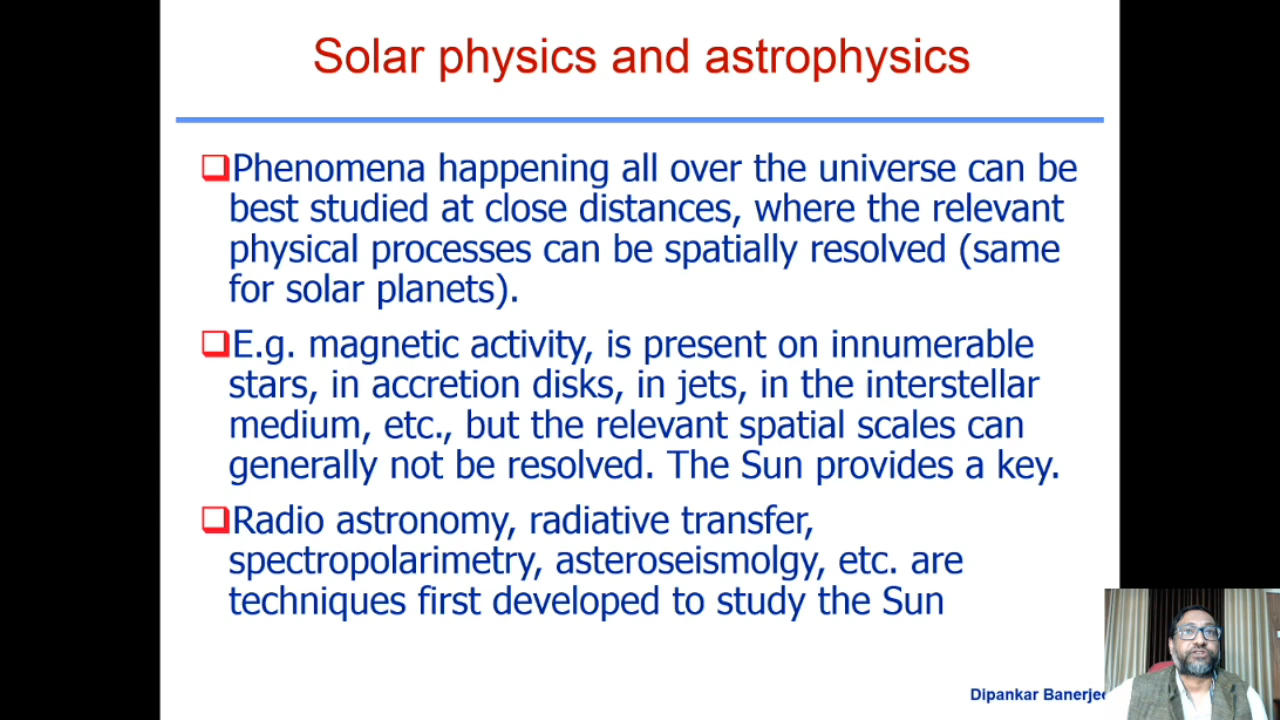 Solar physics and astrophysics
Phenomena happening all over the universe can be
best studied at close distances, where the relevant
physical processes can be spatially resolved (same
for solar planets).
E.g. magnetic activity, is present on innumerable
stars, in accretion disks, in jets, in the interstellar
medium, etc., but the relevant spatial scales can
generally not be resolved. The Sun provides a key.
Radio astronomy, radiative transfer,
spectropolarimetry, asteroseismolgy, etc. are
techniques first developed to study the Sun
Dipankar Banerjee